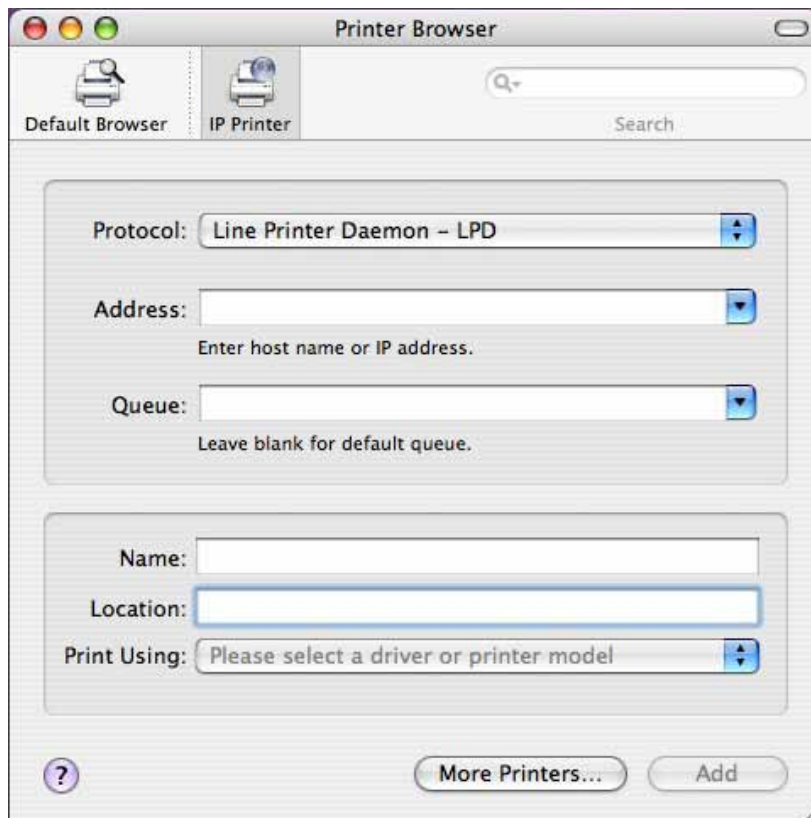 Printer Browser
Default Browser
IP Printer
Search
Protocol: Line Printer Daemon – LPD
Address:
Enter host name or IP address.
Queue:
Leave blank for default queue.
Name:
Location:
Print Using: Please select a driver or printer model
? More Printers... Add